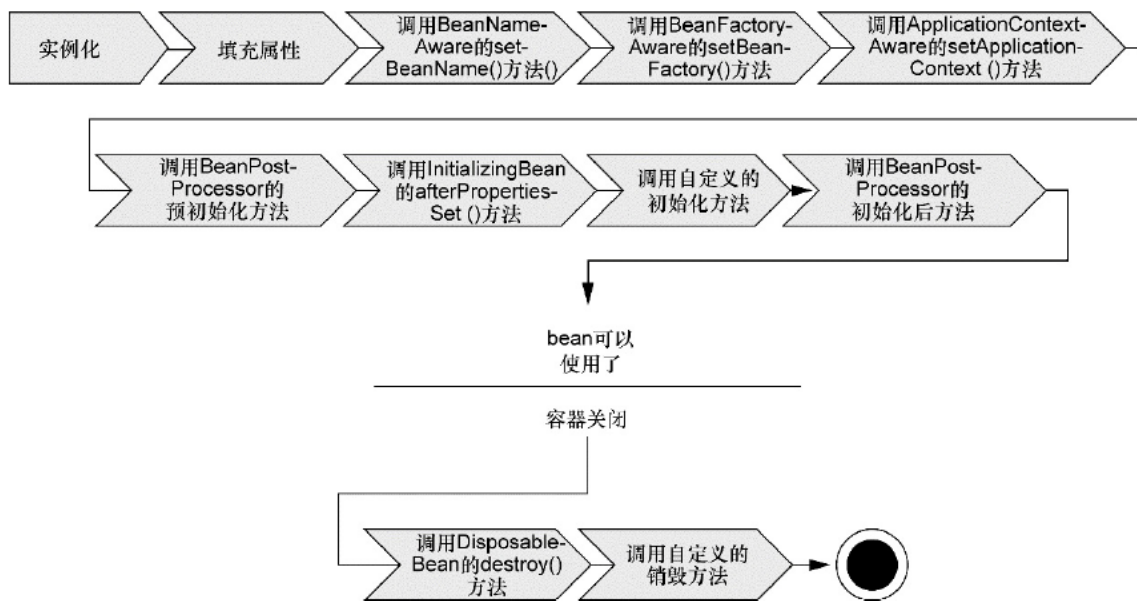 实例化
填充属性
调用BeanName-
Aware的set-
BeanName()方法()
调用BeanFactory-
Aware的setBean-
Factory()方法
调用ApplicationContext-
Aware的setApplication-
Context ()方法
调用BeanPost-
Processor的
预初始化方法
调用InitializingBean
的afterProperties-
Set ()方法
调用自定义的
初始化方法
调用BeanPost-
Processor的
初始化后方法
bean可以
使用了
容器关闭
调用Disposable-
Bean的destroy()
方法
调用自定义的
销毁方法